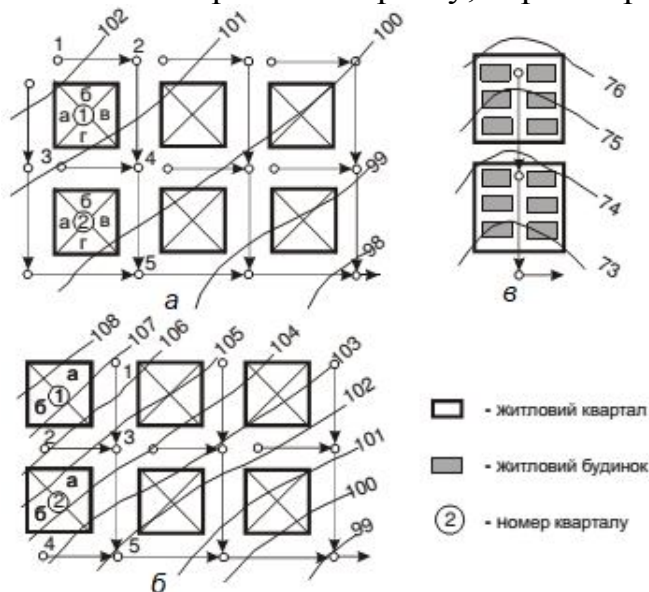 102
101
100
1
2
б
а 1 в
г
3
4
99
б
а 2 в
г
98
5
а
76
75
74
73
в
108
107
106
105
104
103
102
101
100
99
а
б 1
1
2
3
а
б 2
4
5
б
- житловий квартал
- житловий будинок
2 - номер кварталу